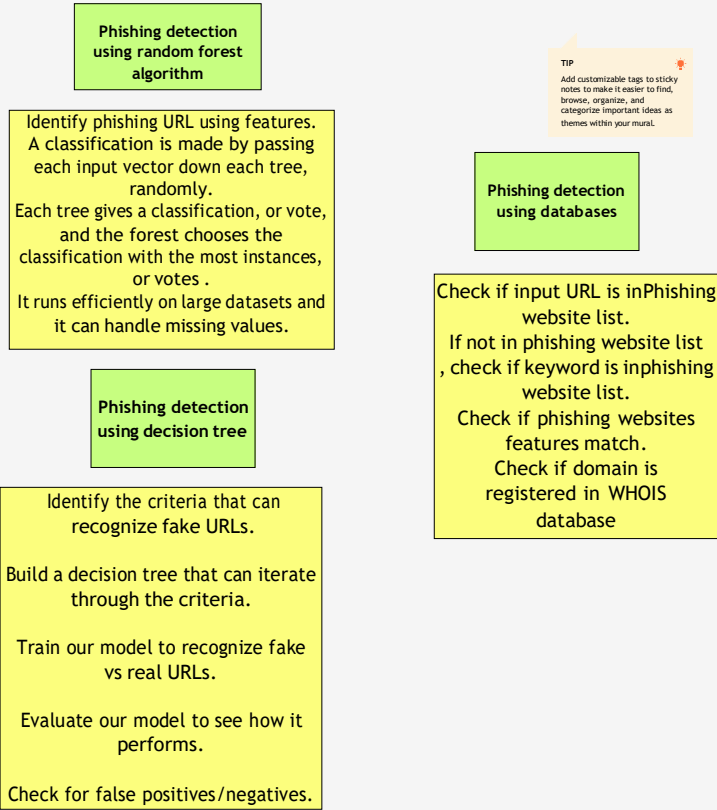 Phishing detection
using random forest
algorithm
Identify phishing URL using features.
A classification is made by passing
each input vector down each tree,
randomly.
Each tree gives a classification, or vote,
and the forest chooses the
classification with the most instances,
or votes .
It runs efficiently on large datasets and
it can handle missing values.
Phishing detection
using decision tree
Identify the criteria that can
recognize fake URLs.
Build a decision tree that can iterate
through the criteria.
Train our model to recognize fake
vs real URLs.
Evaluate our model to see how it
performs.
Check for false positives/negatives.
TIP
Add customizable tags to sticky
notes to make it easier to find,
browse, organize, and
categorize important ideas as
themes within your mural.
Phishing detection
using databases
Check if input URL is inPhishing
website list.
If not in phishing website list
, check if keyword is inphishing
website list.
Check if phishing websites
features match.
Check if domain is
registered in WHOIS
database